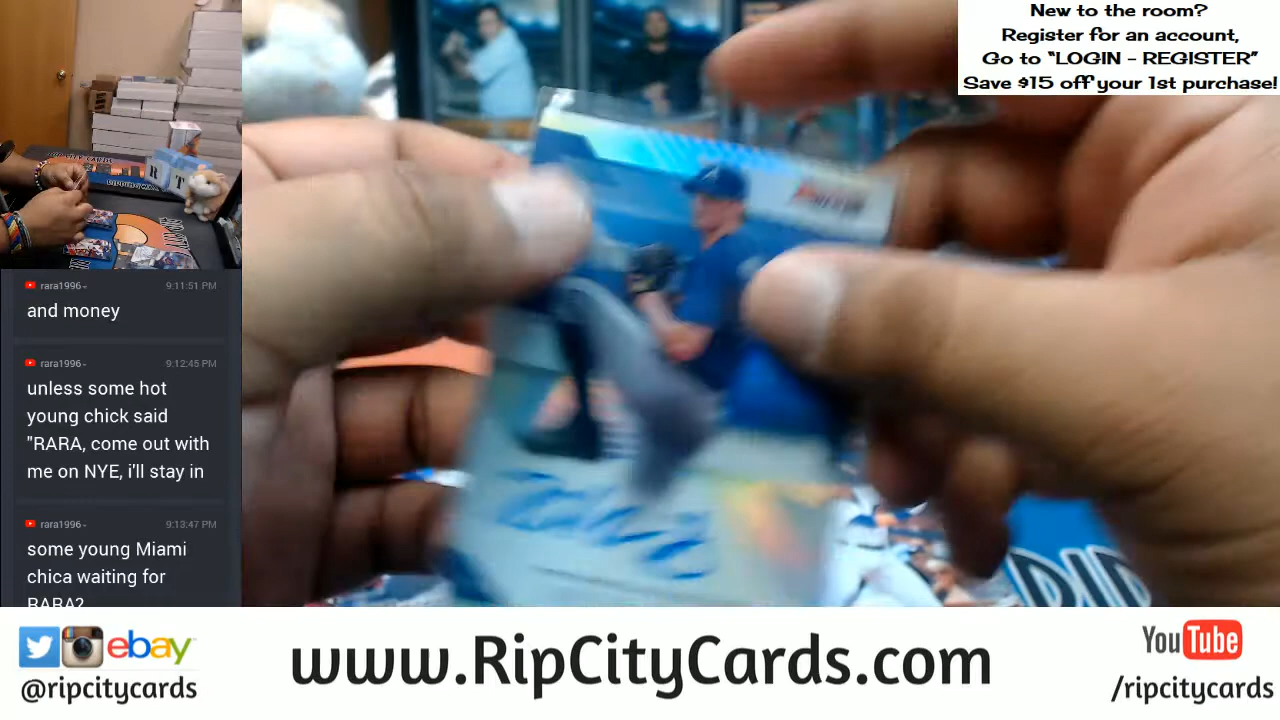 New to the room?
Register for an account,
Go to “LOGIN - REGISTER”
Save $15 off your 1st purchase!
rara1996
9:11:51 PM
and money
rara1996
9:12:45 PM
unless some hot
young chick said
"RARA, come out with
me on NYE, i'll stay in
rara1996
9:13:47 PM
some young Miami
chica waiting for
RARA?
RIP
ebay
@ripcitycards
www.RipCityCards.com
YouTube
/ripcitycards